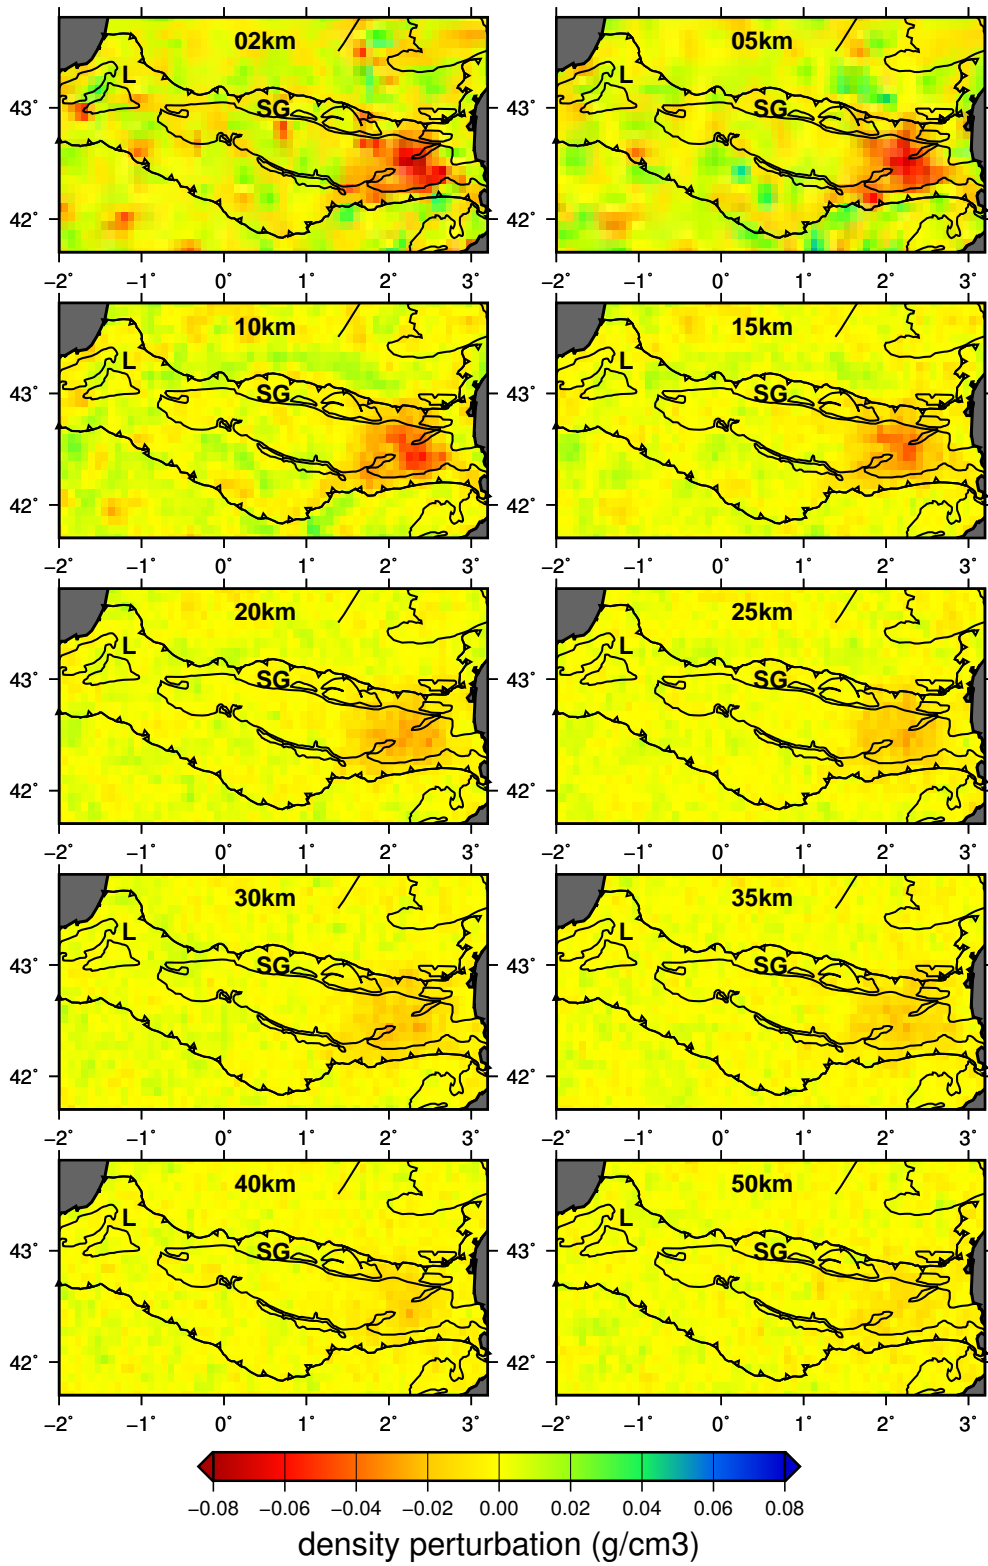 02km
L
SG
43°
42°
05km
L
SG
43°
42°
−2° −1° 0° 1° 2° 3°
−2° −1° 0° 1° 2° 3°
10km
L
SG
43°
42°
15km
L
SG
43°
42°
−2° −1° 0° 1° 2° 3°
−2° −1° 0° 1° 2° 3°
20km
L
SG
43°
42°
25km
L
SG
43°
42°
−2° −1° 0° 1° 2° 3°
−2° −1° 0° 1° 2° 3°
30km
L
SG
43°
42°
35km
L
SG
43°
42°
−2° −1° 0° 1° 2° 3°
−2° −1° 0° 1° 2° 3°
40km
L
SG
43°
42°
50km
L
SG
43°
42°
−2° −1° 0° 1° 2° 3°
−2° −1° 0° 1° 2° 3°
−0.08 −0.06 −0.04 −0.02 0.00 0.02 0.04 0.06 0.08
density perturbation (g/cm3)